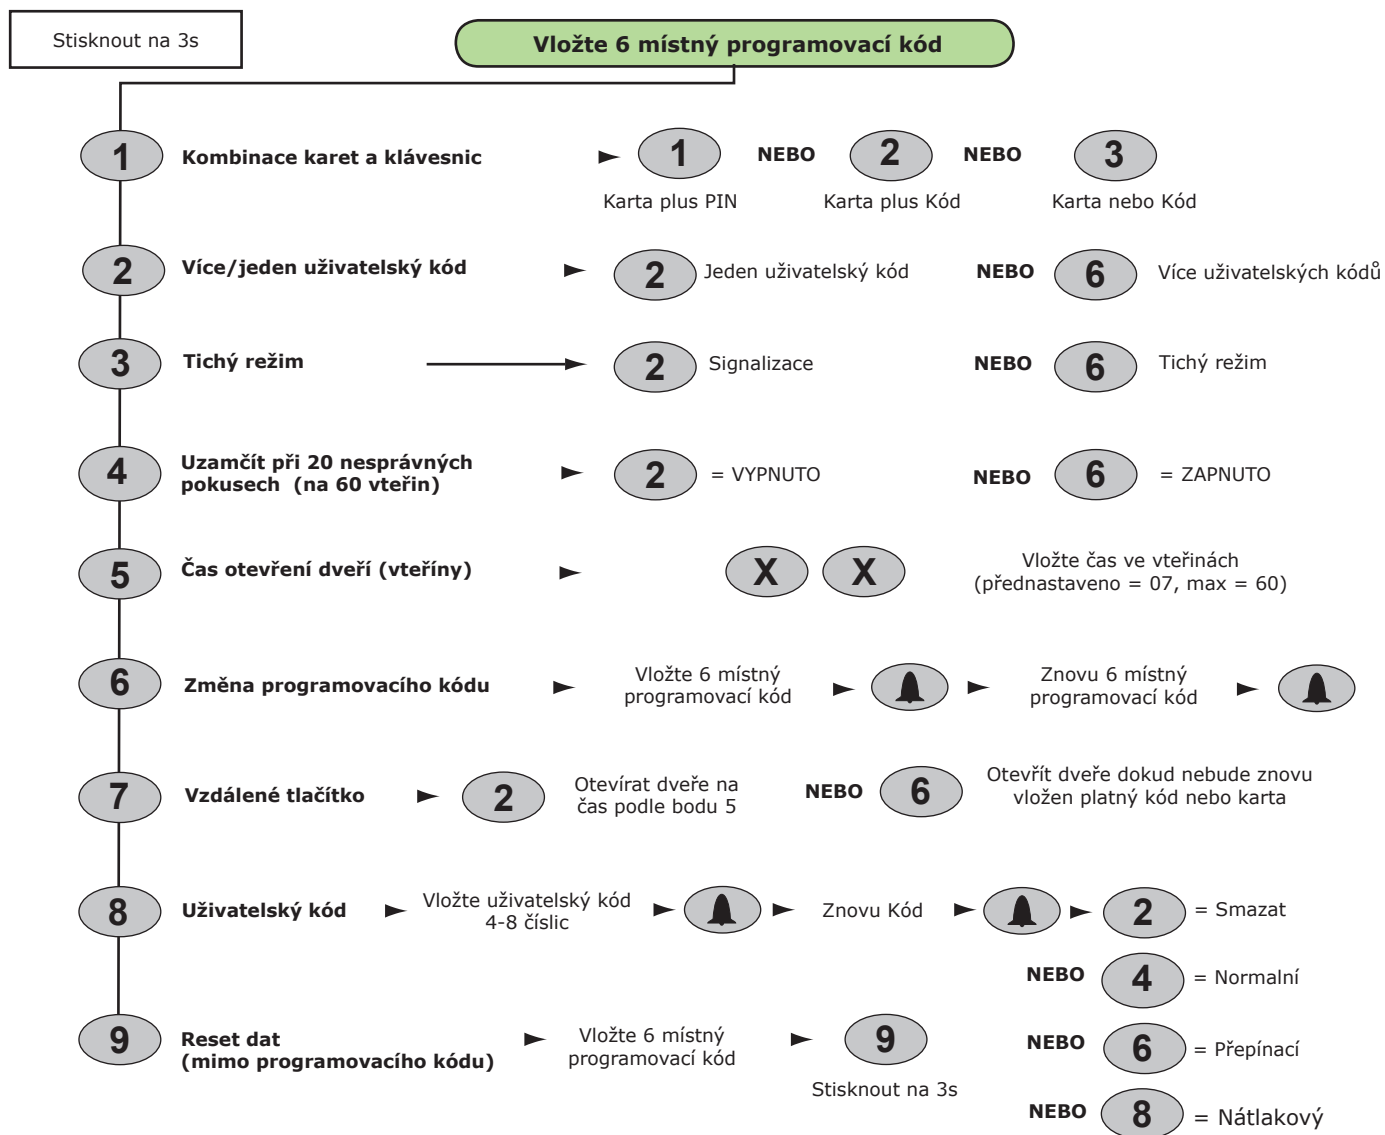 Stisknout na 3s
Vložte 6 místný programovací kód
1 Kombinace karet a klávesnic 1 NEBO 2 NEBO 3
Karta plus PIN Karta plus Kód Karta nebo Kód
2 Více/jeden uživatelský kód 2 Jeden uživatelský kód NEBO 6 Více uživatelských kódů
3 Tichý režim 2 Signalizace NEBO 6 Tichý režim
4 Uzamčít při 20 nesprávných
pokusech (na 60 vteřin) 2 = VYPNUTO NEBO 6 = ZAPNUTO
5 Čas otevření dveří (vteříny) X X Vložte čas ve vteřinách
(přednastaveno = 07, max = 60)
6 Změna programovacího kódu Vložte 6 místný
programovací kód
Znovu 6 místný
programovací kód
7 Vzdálené tlačítko 2 Otevírat dveře na
čas podle bodu 5
NEBO 6 Otevřít dveře dokud nebude znovu
vložen platný kód nebo karta
8 Uživatelský kód Vložte uživatelský kód
4-8 číslic
Znovu Kód 2 = Smazat
NEBO 4 = Normalní
NEBO 6 = Přepínací
NEBO 8 = Nátlakový
9 Reset dat
(mimo programovacího kódu)
Vložte 6 místný
programovací kód
9
Stisknout na 3s